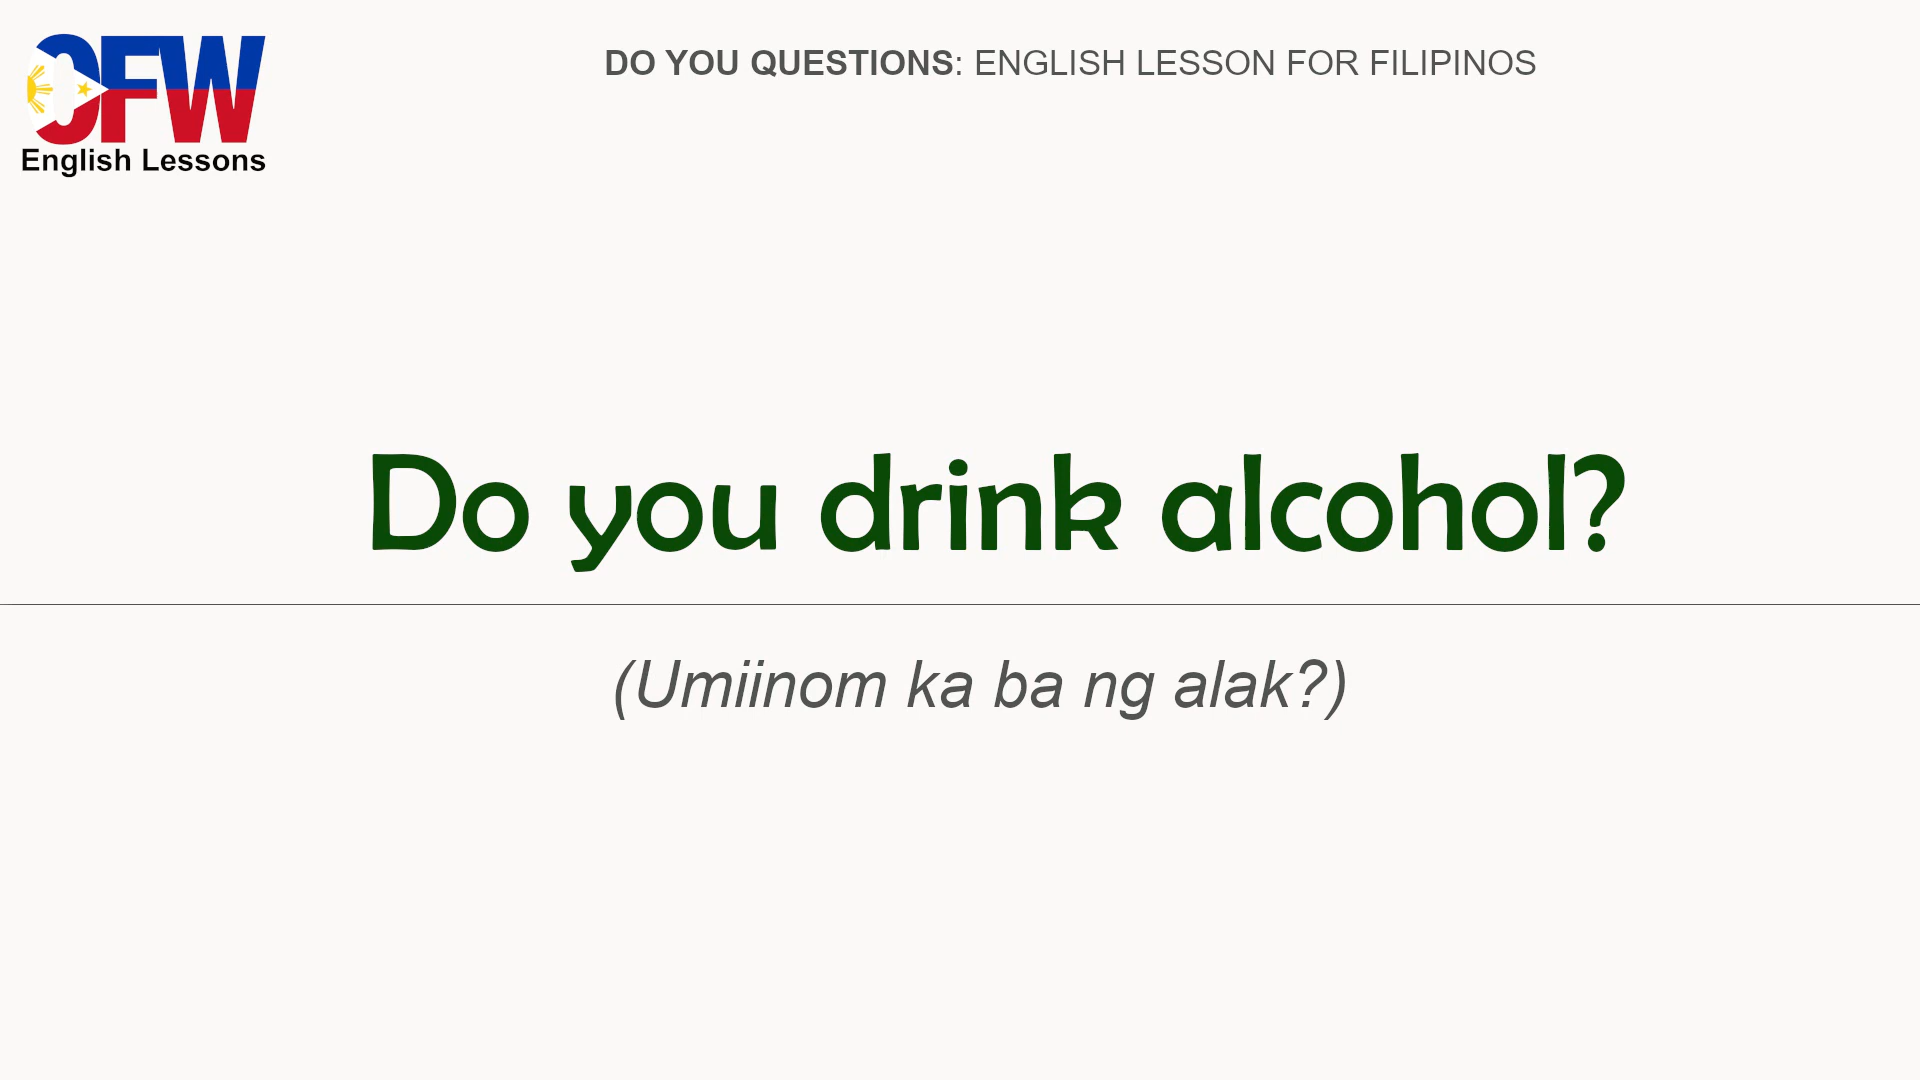 OFW
English Lessons
DO YOU QUESTIONS: ENGLISH LESSON FOR FILIPINOS
Do you drink alcohol?
(Umiinom ka ba ng alak?)